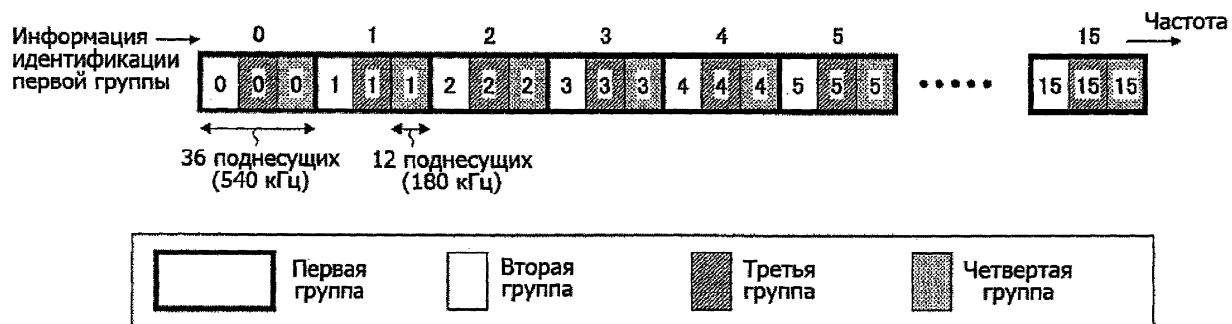 Информация
идентификации
первой группы
0 1 2 3 4 5 15
Частота
0 0 0 1 1 1 2 2 2 3 3 3 4 4 4 5 5 5 ..... 15 15 15
36 поднесущих
(540 кГц)
12 поднесущих
(180 кГц)
Первая
группа
Вторая
группа
Третья
группа
Четвертая
группа